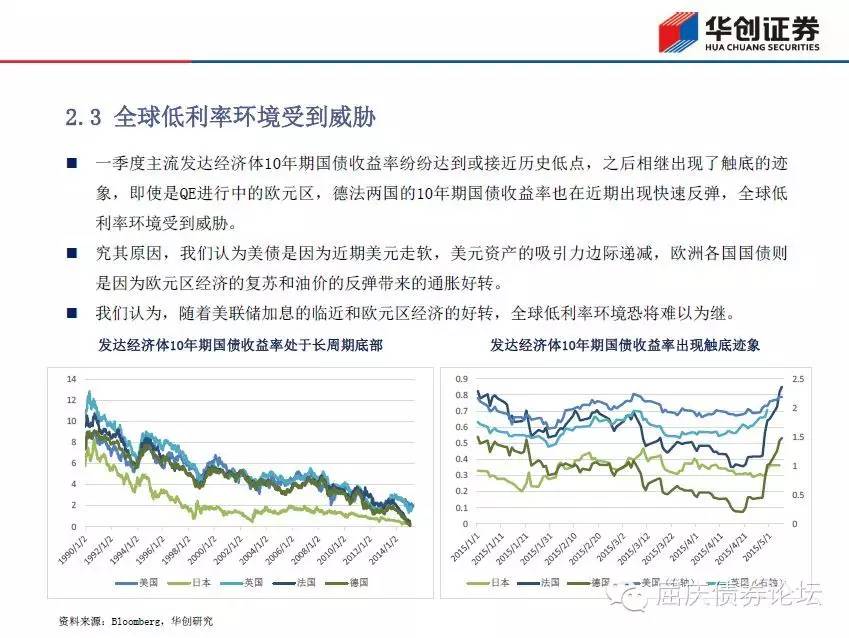 华创证券
HUA CHUANG SECURITIES
2.3 全球低利率环境受到威胁
■ 一季度主流发达经济体10年期国债收益率纷纷达到或接近历史低点，之后相继出现了触底的迹
象，即使是QE进行中的欧元区，德法两国的10年期国债收益率也在近期出现快速反弹，全球低
利率环境受到威胁。
■ 究其原因，我们认为美债是因为近期美元走软，美元资产的吸引力边际递减，欧洲各国国债则
是因为欧元区经济的复苏和油价的反弹带来的通胀好转。
■ 我们认为，随着美联储加息的临近和欧元区经济的好转，全球低利率环境恐将难以为继。
发达经济体10年期国债收益率处于长周期底部
14
12
10
8
6
4
2
0
1990/1/2 1992/1/2 1994/1/2 1996/1/2 1998/1/2 2000/1/2 2002/1/2 2004/1/2 2006/1/2 2008/1/2 2010/1/2 2012/1/2 2014/1/2
美国 日本 英国 法国 德国
发达经济体10年期国债收益率出现触底迹象
0.9 2.5
0.8
0.7 2
0.6
0.5 1.5
0.4 1
0.3
0.2 0.5
0.1
0 0
2015/1/1 2015/1/11 2015/1/21 2015/1/31 2015/2/10 2015/2/20 2015/3/2 2015/3/12 2015/3/22 2015/4/1 2015/4/11 2015/4/21 2015/5/1
日本 法国 德国 美国（右轴） 英国（右轴）
屈庆债券论坛
资料来源：Bloomberg，华创研究